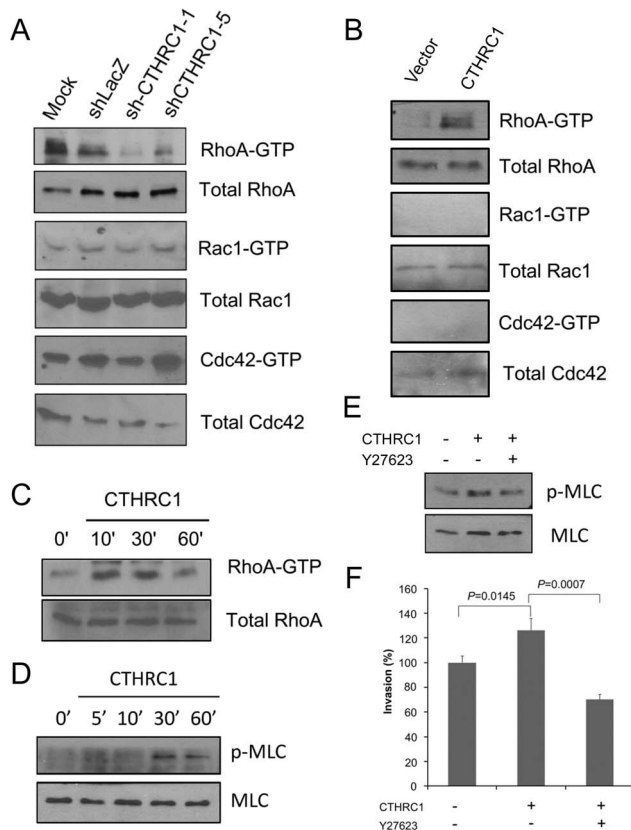 A
Mock
shLacZ
sh-CTHRC1-1
shCTHRC1-5
RhoA-GTP
Total RhoA
Rac1-GTP
Total Rac1
Cdc42-GTP
Total Cdc42
B
Vector
CTHRC1
RhoA-GTP
Total RhoA
Rac1-GTP
Total Rac1
Cdc42-GTP
Total Cdc42
C
CTHRC1
0' 10' 30' 60'
RhoA-GTP
Total RhoA
D
CTHRC1
0’ 5’ 10’ 30’ 60’
p-MLC
MLC
E
CTHRC1 - + +
Y27623 - - +
p-MLC
MLC
F
P=0.0145
P=0.0007
Invasion (%)
160
140
120
100
80
60
40
20
0
CTHRC1 - + +
Y27623 - - +